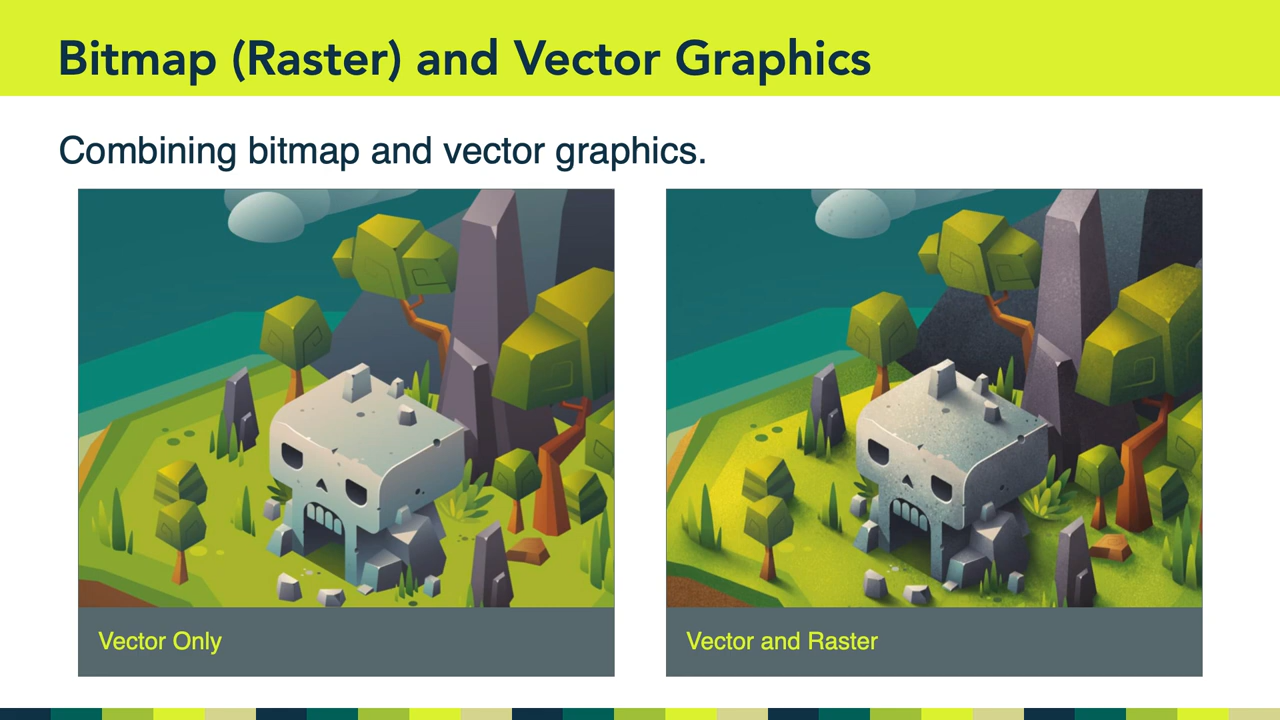 Bitmap (Raster) and Vector Graphics
Combining bitmap and vector graphics.
Vector Only
Vector and Raster